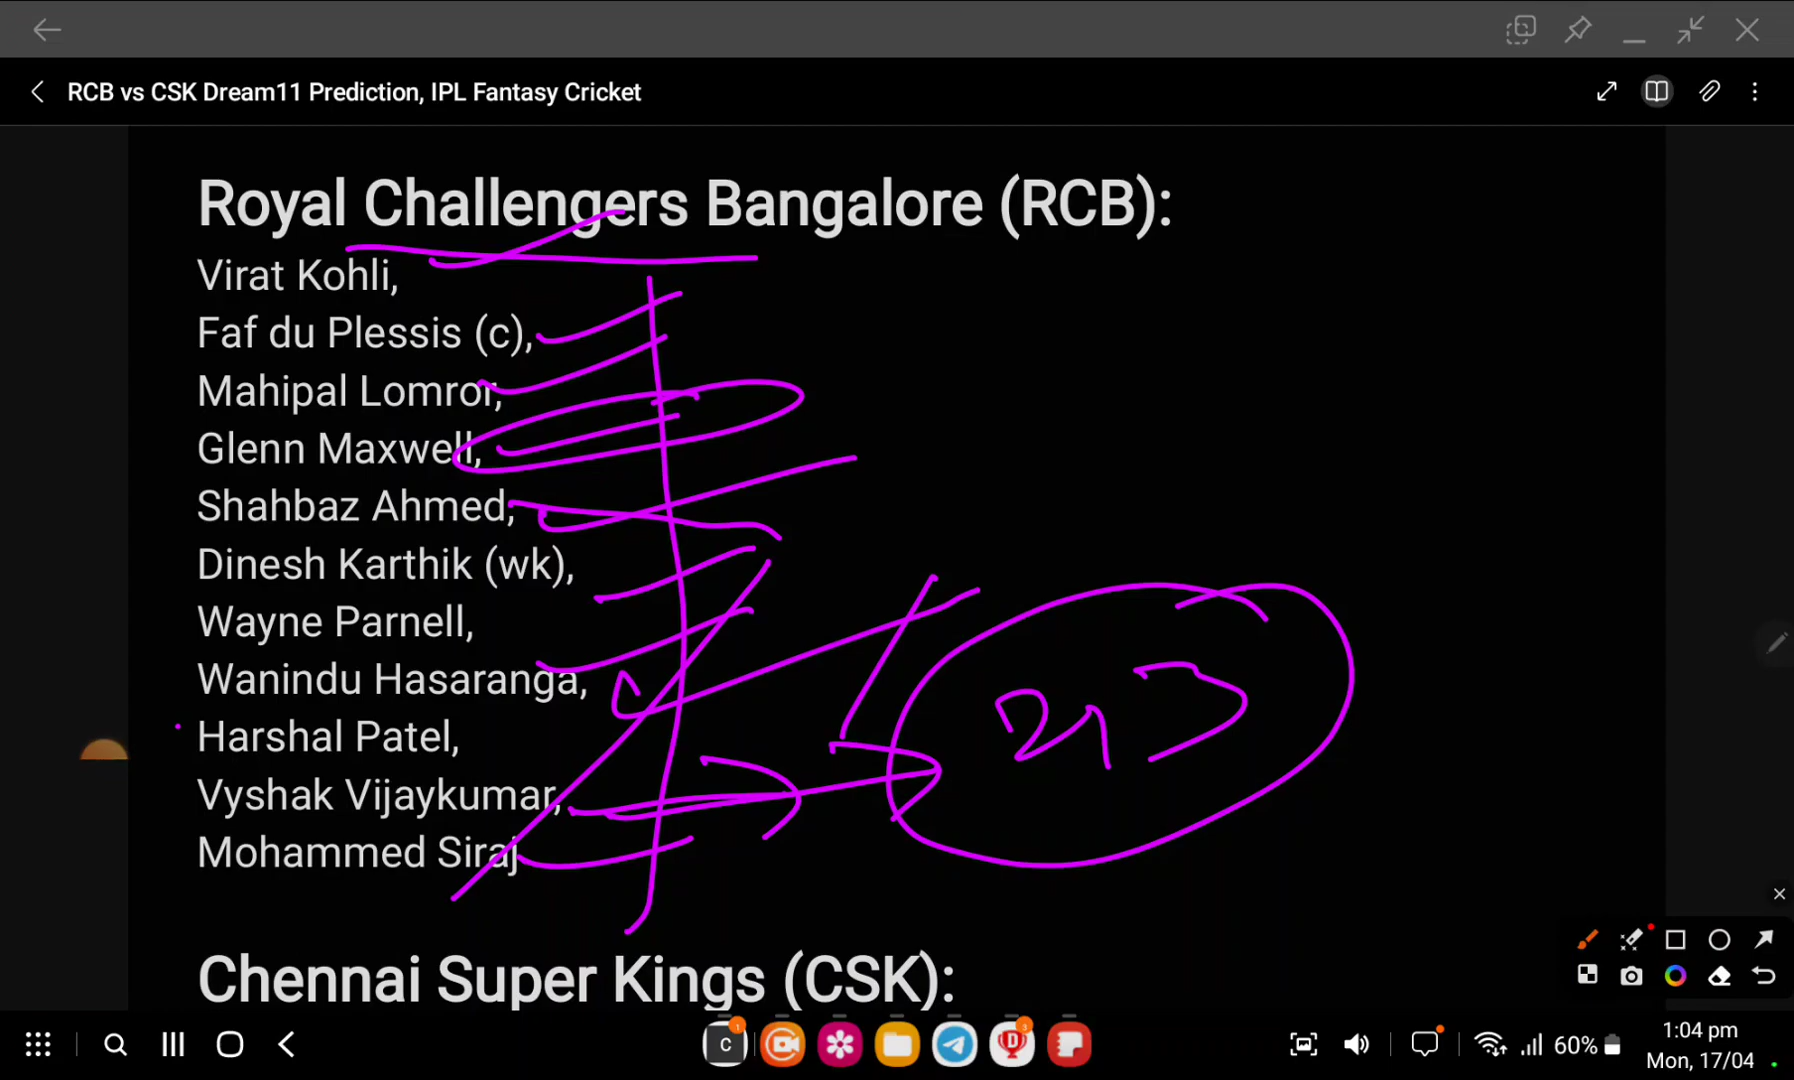 RCB vs CSK Dream11 Prediction, IPL Fantasy Cricket
Royal Challengers Bangalore (RCB):
Virat Kohli,
Faf du Plessis (c),
Mahipal Lomror,
Glenn Maxwell,
Shahbaz Ahmed,
Dinesh Karthik (wk),
Wayne Parnell,
Wanindu Hasaranga,
Harshal Patel,
Vyshak Vijaykumar,
Mohammed Siraj
Chennai Super Kings (CSK):
C
1
D
3
60%
1:04 pm
Mon, 17/04